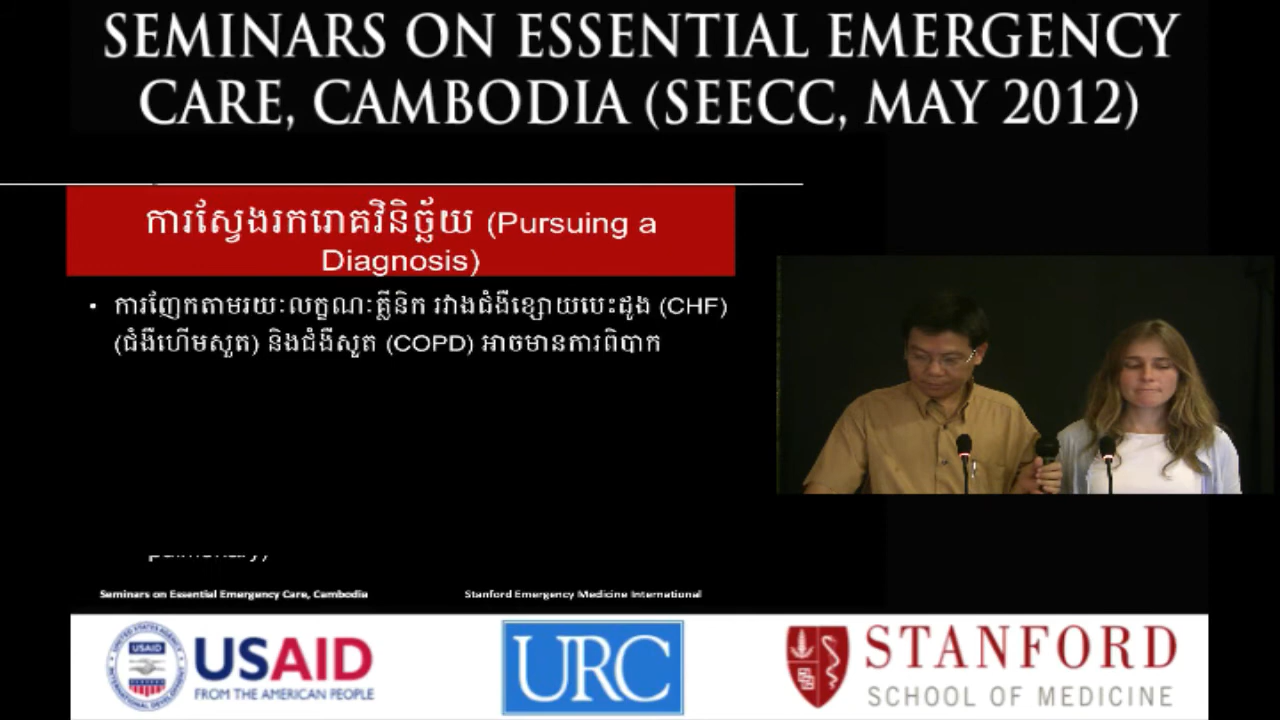 SEMINARS ON ESSENTIAL EMERGENCY
CARE, CAMBODIA (SEECC, MAY 2012)
ការស្វែងរករោគវិនិច្ឆ័យ (Pursuing a
Diagnosis)
• ការញែកតាមរយៈលក្ខណៈគ្លីនិក រវាងជំងឺខ្សោយបេះដូង (CHF)
(ជំងឺហើមសួត) និងជំងឺសួត (COPD) អាចមានការពិបាក
Seminars on Essential Emergency Care, Cambodia
Stanford Emergency Medicine International
USAID
USAID
FROM THE AMERICAN PEOPLE
URC
STANFORD
SCHOOL OF MEDICINE